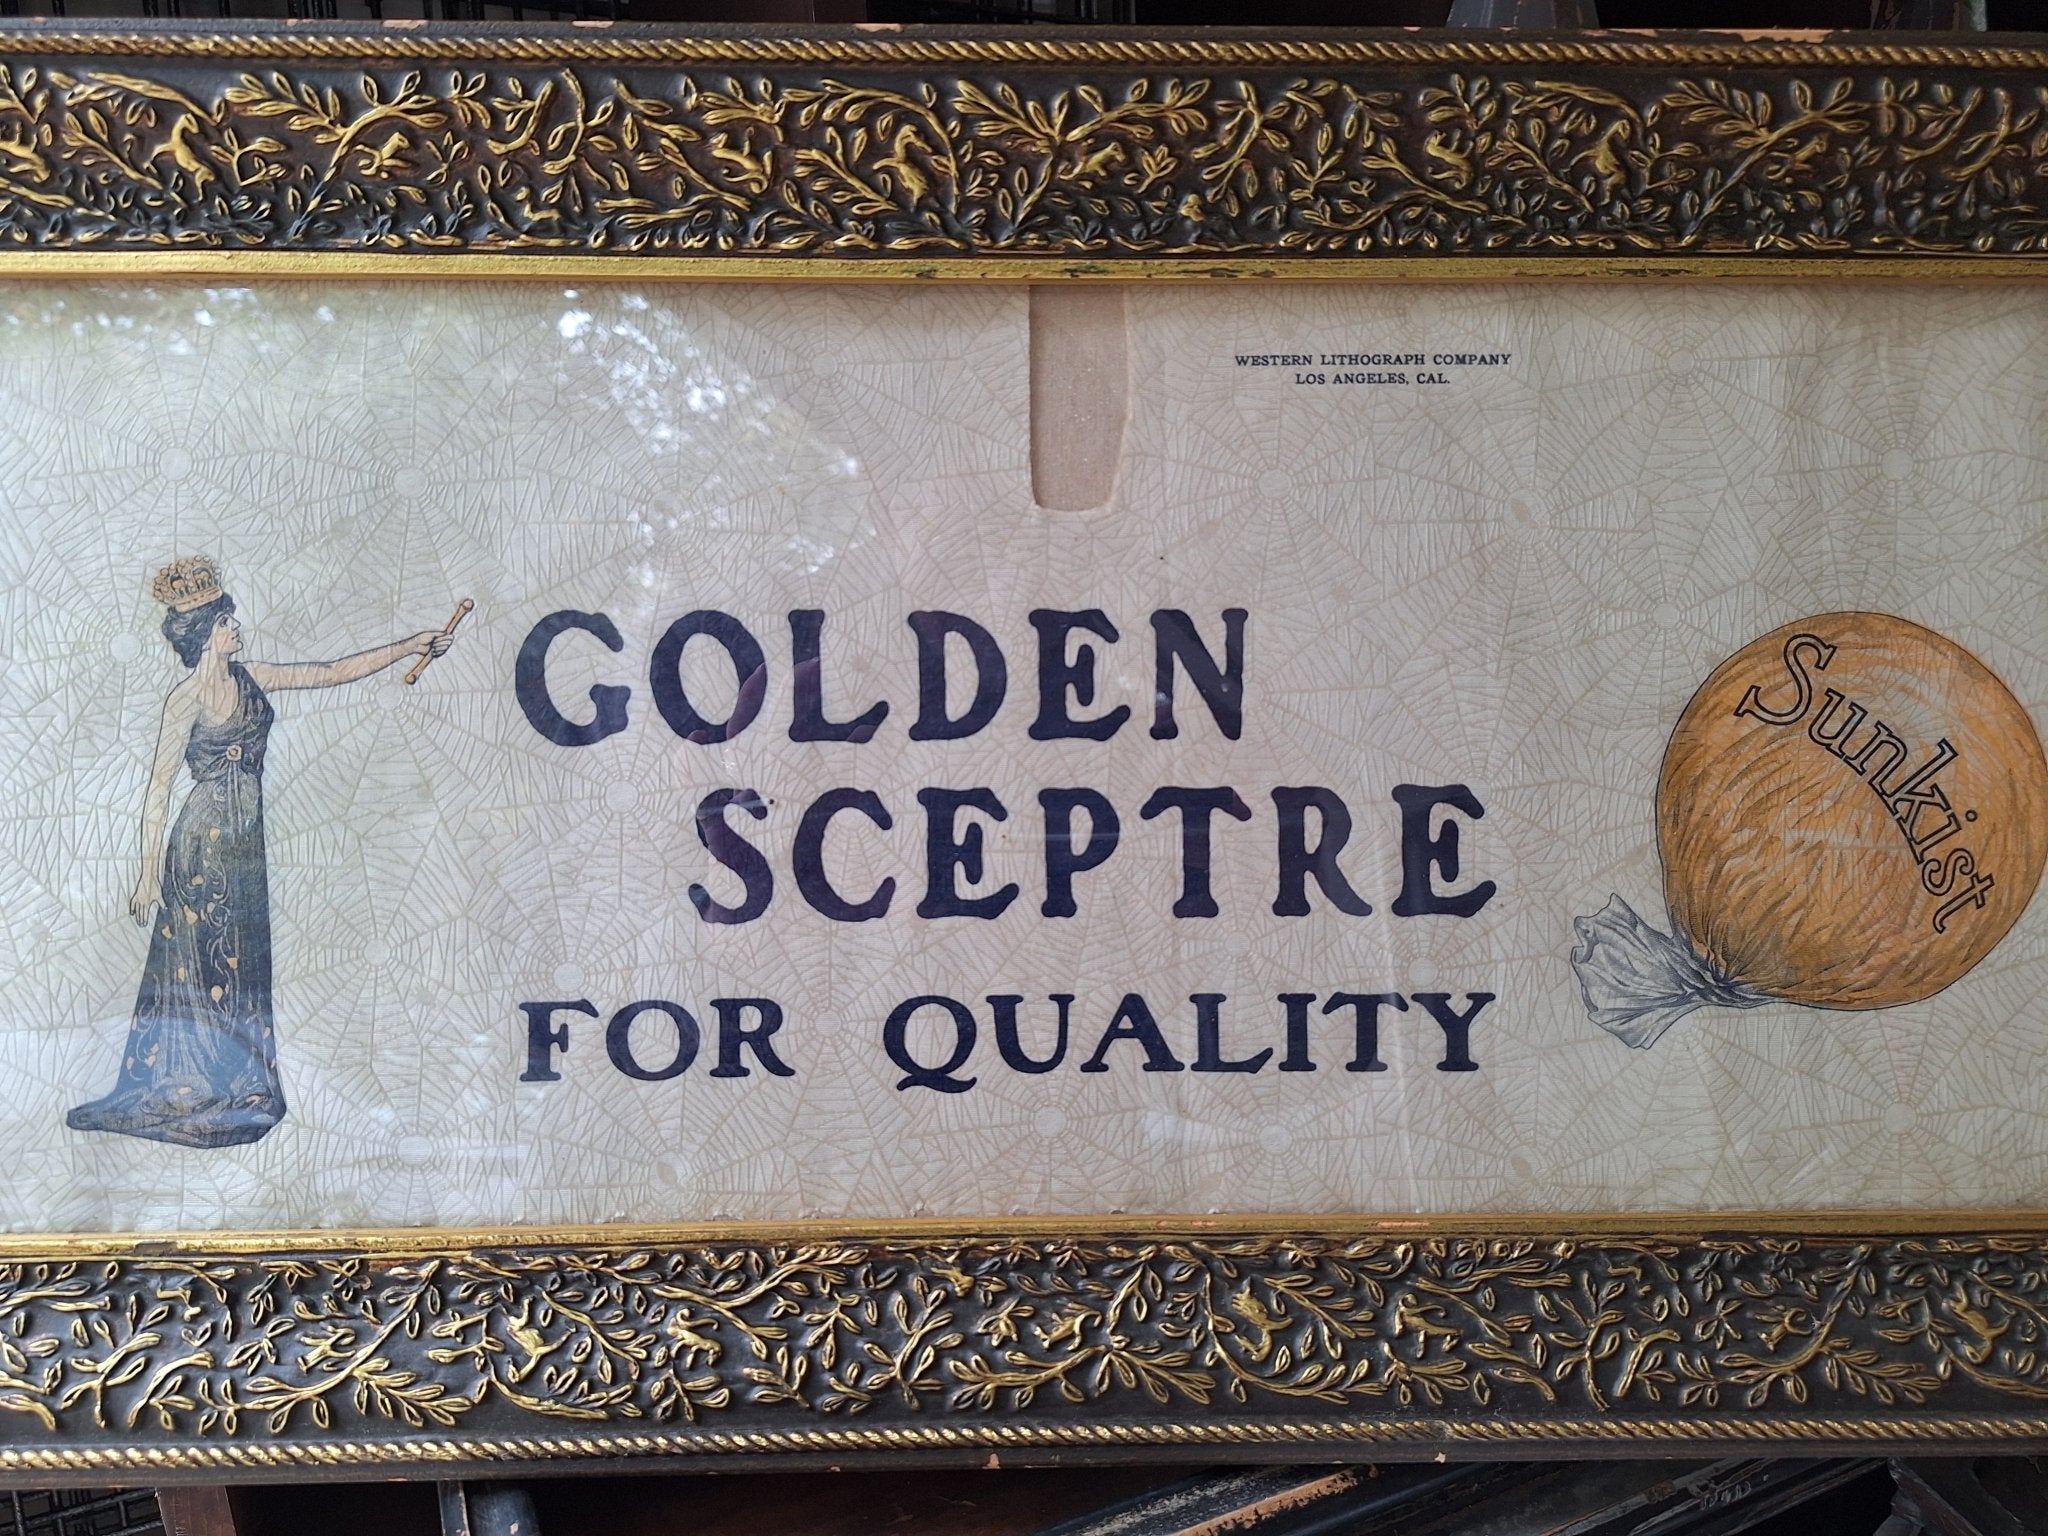 WESTERN LITHOGRAPH COMPANY
LOS ANGELES, CAL.
GOLDEN
SCEPTRE
FOR QUALITY
Sunkist